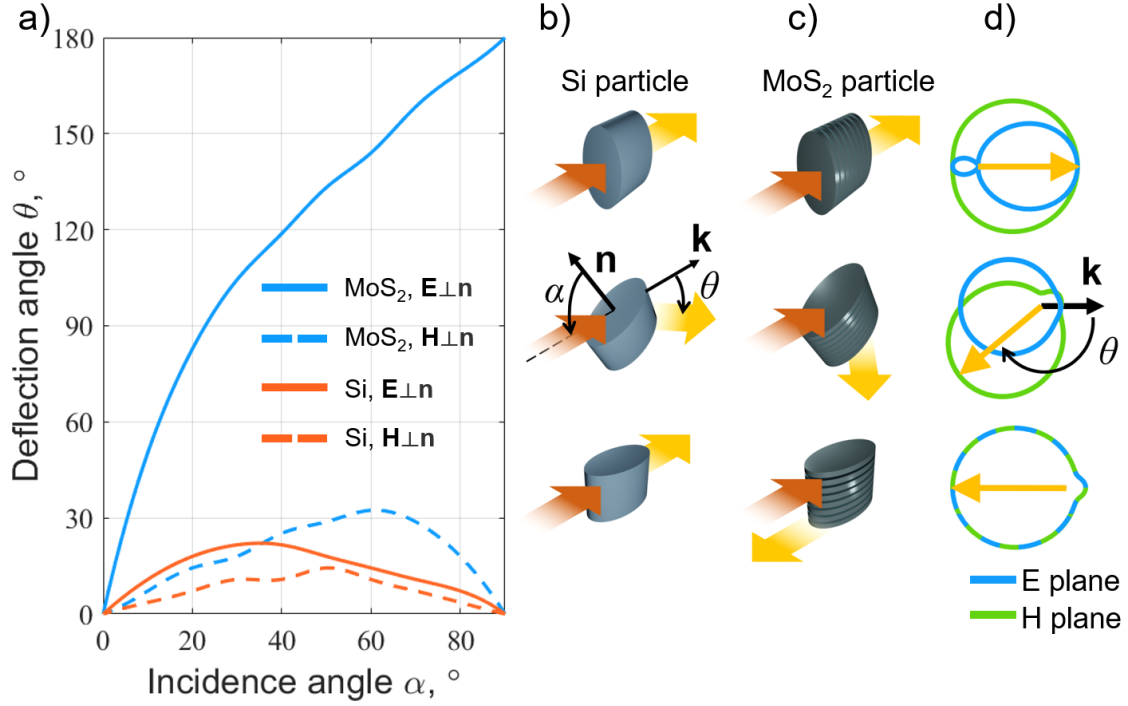 a)
b)
c)
d)
Deflection angle θ, °
180
150
120
90
60
30
0
0
20
40
60
80
Incidence angle α, °
MoS₂, E⊥n
MoS₂, H⊥n
Si, E⊥n
Si, H⊥n
Si particle
MoS₂ particle
n
k
α
θ
k
θ
E plane
H plane